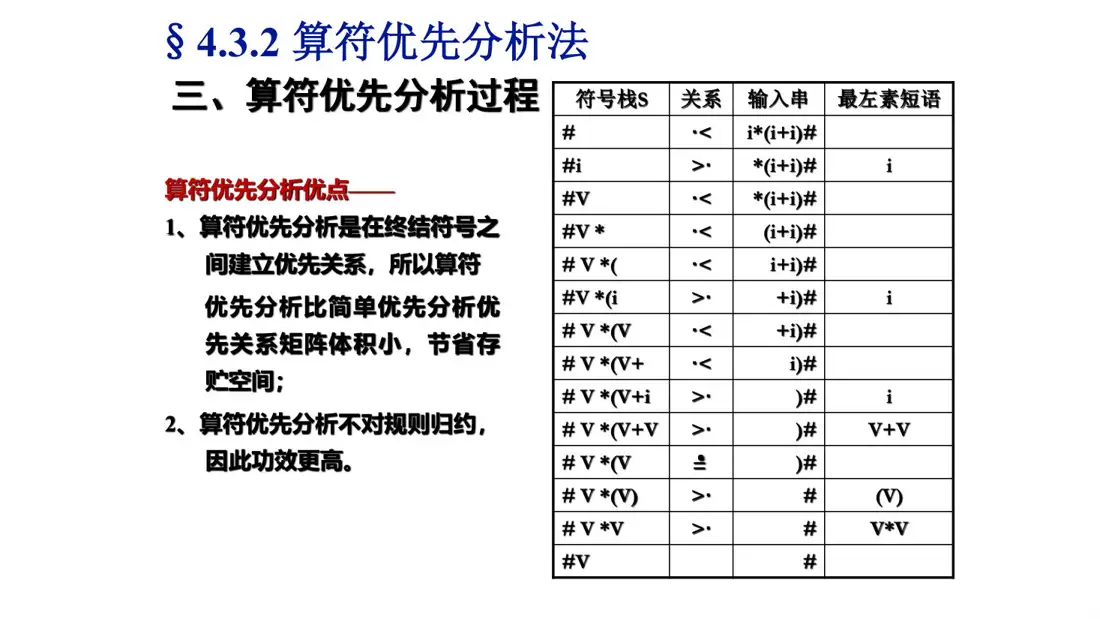 § 4.3.2 算符优先分析法
三、算符优先分析过程
算符优先分析优点——
1、算符优先分析是在终结符号之
间建立优先关系，所以算符
优先分析比简单优先分析优
先关系矩阵体积小，节省存
贮空间；
2、算符优先分析不对规则归约，
因此功效更高。
符号栈S 关系 输入串 最左素短语
# ·< i*(i+i)#
#i >· *(i+i)# i
#V ·< *(i+i)#
#V * ·< (i+i)#
# V *( ·< i+i)#
#V *(i >· +i)# i
# V *(V ·< +i)#
# V *(V+ ·< i)#
# V *(V+i >· )# i
# V *(V+V >· )# V+V
# V *(V ≗ )#
# V *(V) >· # (V)
# V *V >· # V*V
#V #